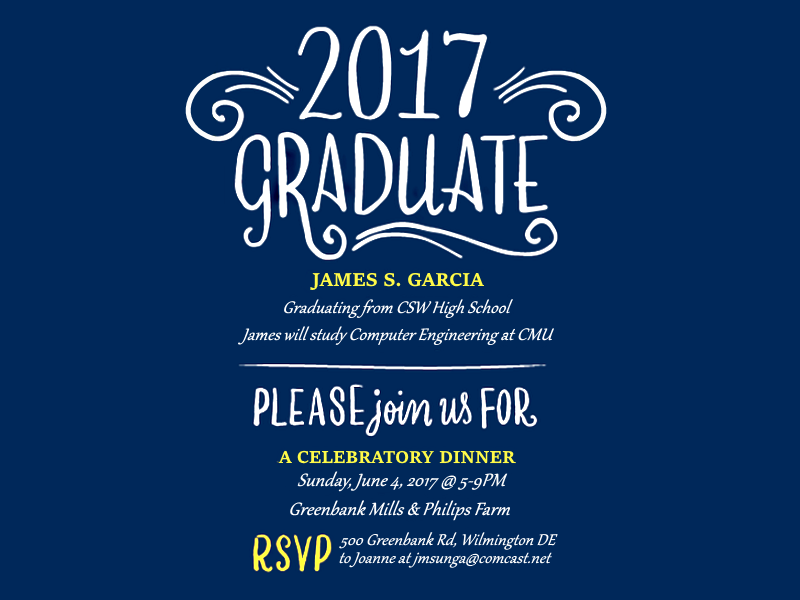 2017
GRADUATE
JAMES S. GARCIA
Graduating from CSW High School
James will study Computer Engineering at CMU
PLEASE join us FOR
A CELEBRATORY DINNER
Sunday, June 4, 2017 @ 5-9PM
Greenbank Mills & Philips Farm
RSVP
500 Greenbank Rd, Wilmington DE
to Joanne at jmsunga@comcast.net